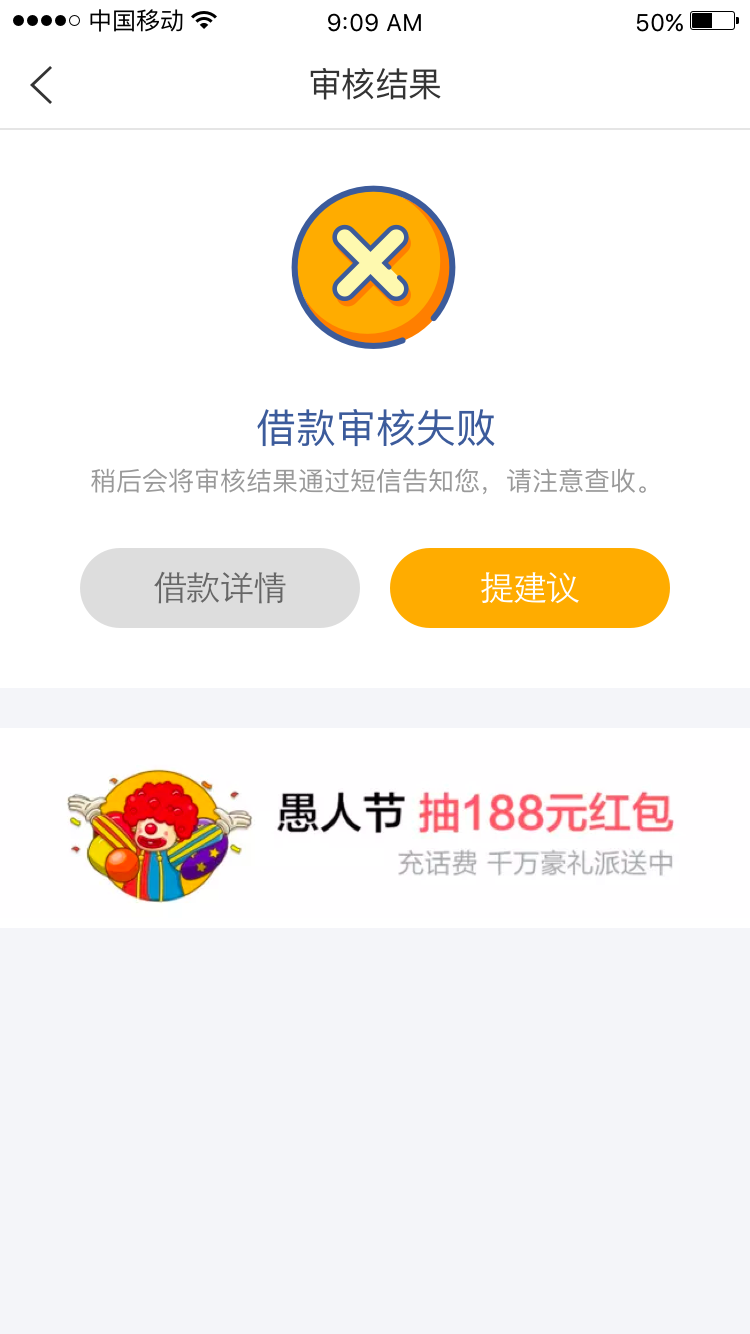 中国移动
9:09 AM
50%
审核结果
借款审核失败
稍后会将审核结果通过短信告知您，请注意查收。
借款详情
提建议
愚人节 抽188元红包
充话费 千万豪礼派送中